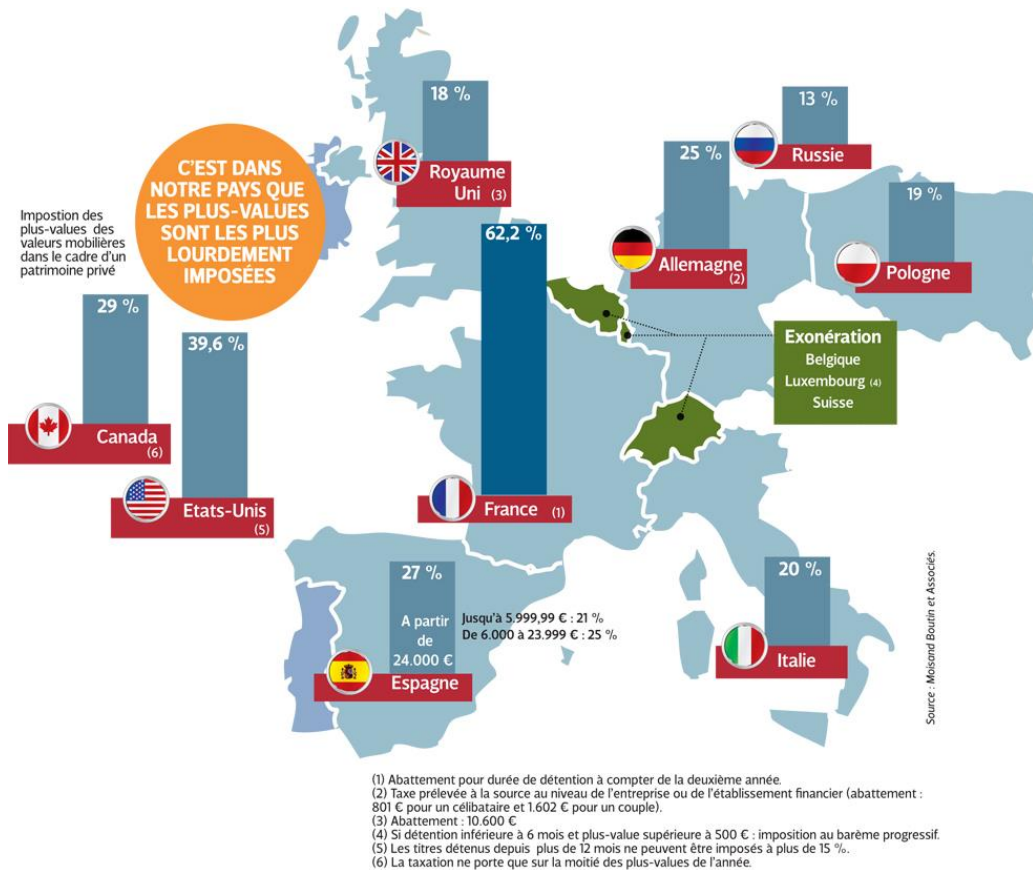 C'EST DANS
NOTRE PAYS QUE
LES PLUS-VALUES
SONT LES PLUS
LOURDEMENT
IMPOSÉES
Impostion des
plus-values des
valeurs mobilières
dans le cadre d'un
patrimoine privé
18 %
Royaume
Uni (3)
13 %
Russie
25 %
Allemagne
(2)
19 %
Pologne
62,2 %
France (1)
29 %
Canada
(6)
39,6 %
Etats-Unis
(5)
Exonération
Belgique
Luxembourg (4)
Suisse
27 %
A partir
de
24.000 €
Espagne
Jusqu'à 5.999,99 € : 21 %
De 6.000 à 23.999 € : 25 %
20 %
Italie
Source : Moisand Boutin et Associés.
(1) Abattement pour durée de détention à compter de la deuxième année.
(2) Taxe prélevée à la source au niveau de l'entreprise ou de l'établissement financier (abattement :
801 € pour un célibataire et 1.602 € pour un couple).
(3) Abattement : 10.600 €
(4) Si détention inférieure à 6 mois et plus-value supérieure à 500 € : imposition au barème progressif.
(5) Les titres détenus depuis plus de 12 mois ne peuvent être imposés à plus de 15 %.
(6) La taxation ne porte que sur la moitié des plus-values de l'année.